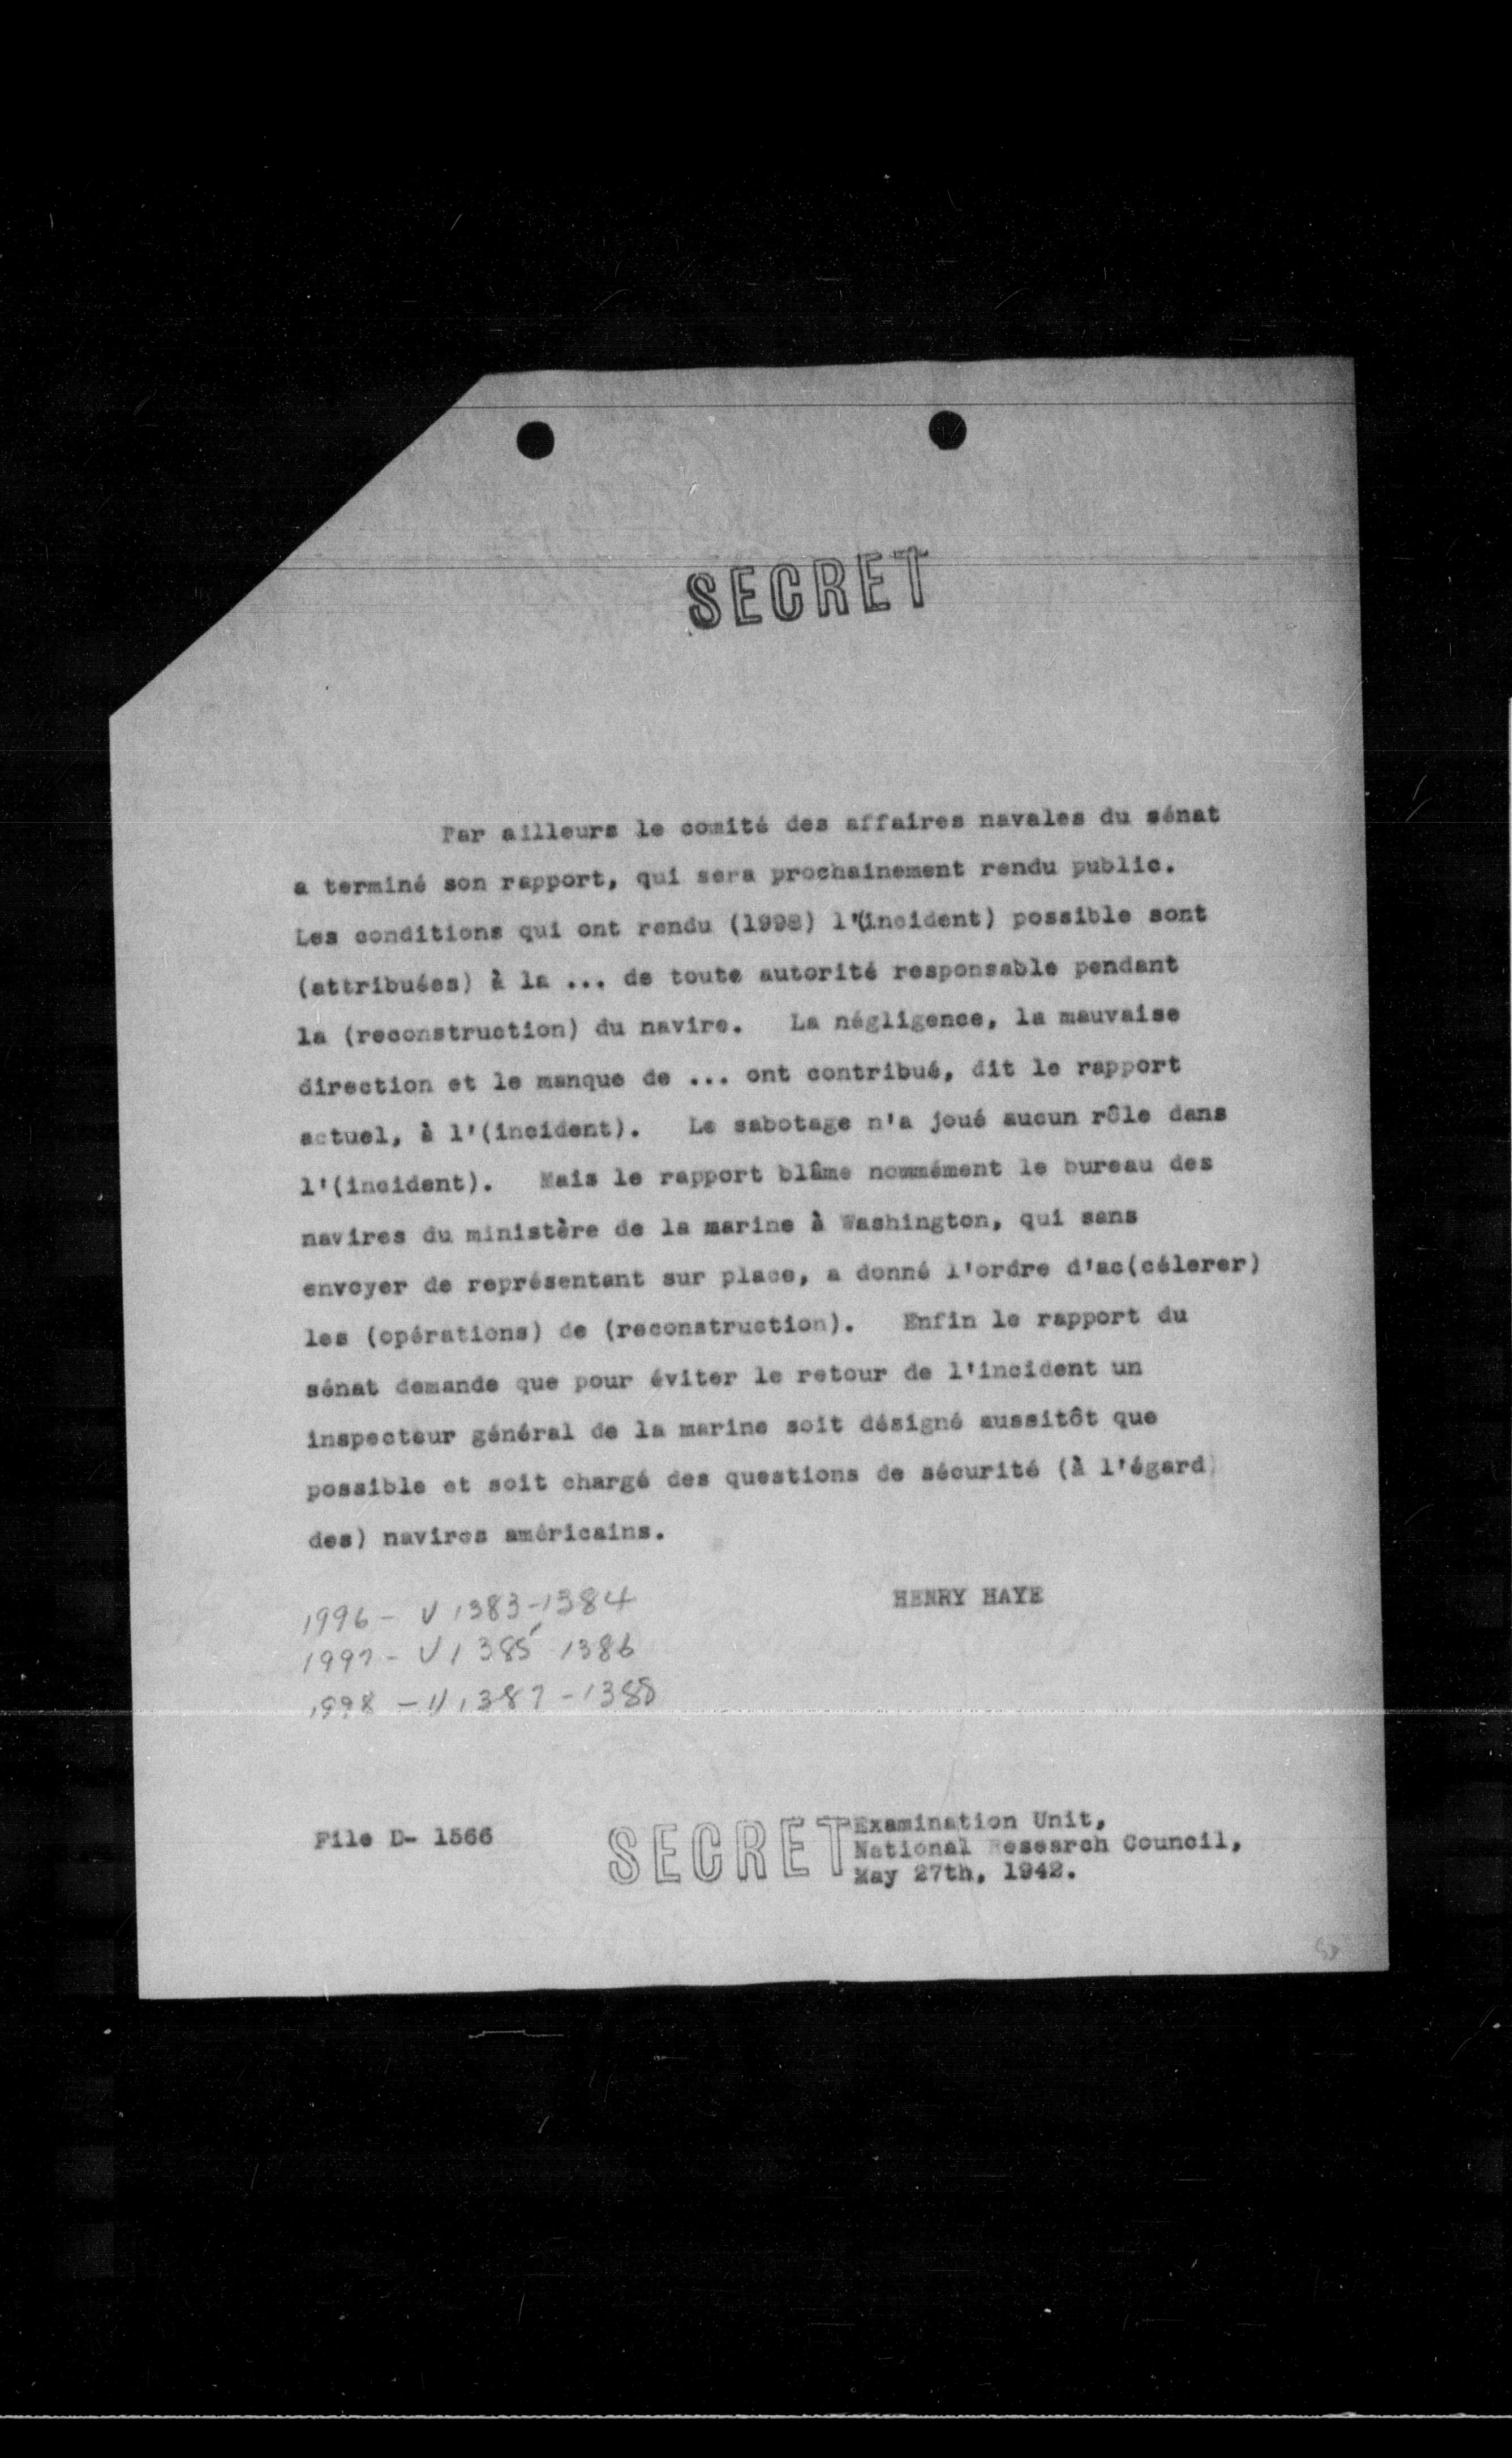 SECRET
Par ailleurs le comité des affaires navales du sénat
a terminé son rapport, qui sera prochainement rendu public.
Les conditions qui ont rendu (1998) l'(incident) possible sont
(attribuées) à la ... de toute autorité responsable pendant
la (reconstruction) du navire. La négligence, la mauvaise
direction et le manque de ... ont contribué, dit le rapport
actuel, à l'(incident). Le sabotage n'a joué aucun rôle dans
l'(incident). Mais le rapport blâme nommément le bureau des
navires du ministère de la marine à Washington, qui sans
envoyer de représentant sur place, a donné l'ordre d'ac(célerer)
les (opérations) de (reconstruction). Enfin le rapport du
sénat demande que pour éviter le retour de l'incident un
inspecteur général de la marine soit désigné aussitôt que
possible et soit chargé des questions de sécurité (à l'égard)
des) navires américains.
HENRY HAYE
1996 - V 1383-1384
1997 - V 1385 1386
1998 - V 1387 - 1388
File D- 1566
SECRET
Examination Unit,
National Research Council,
May 27th, 1942.